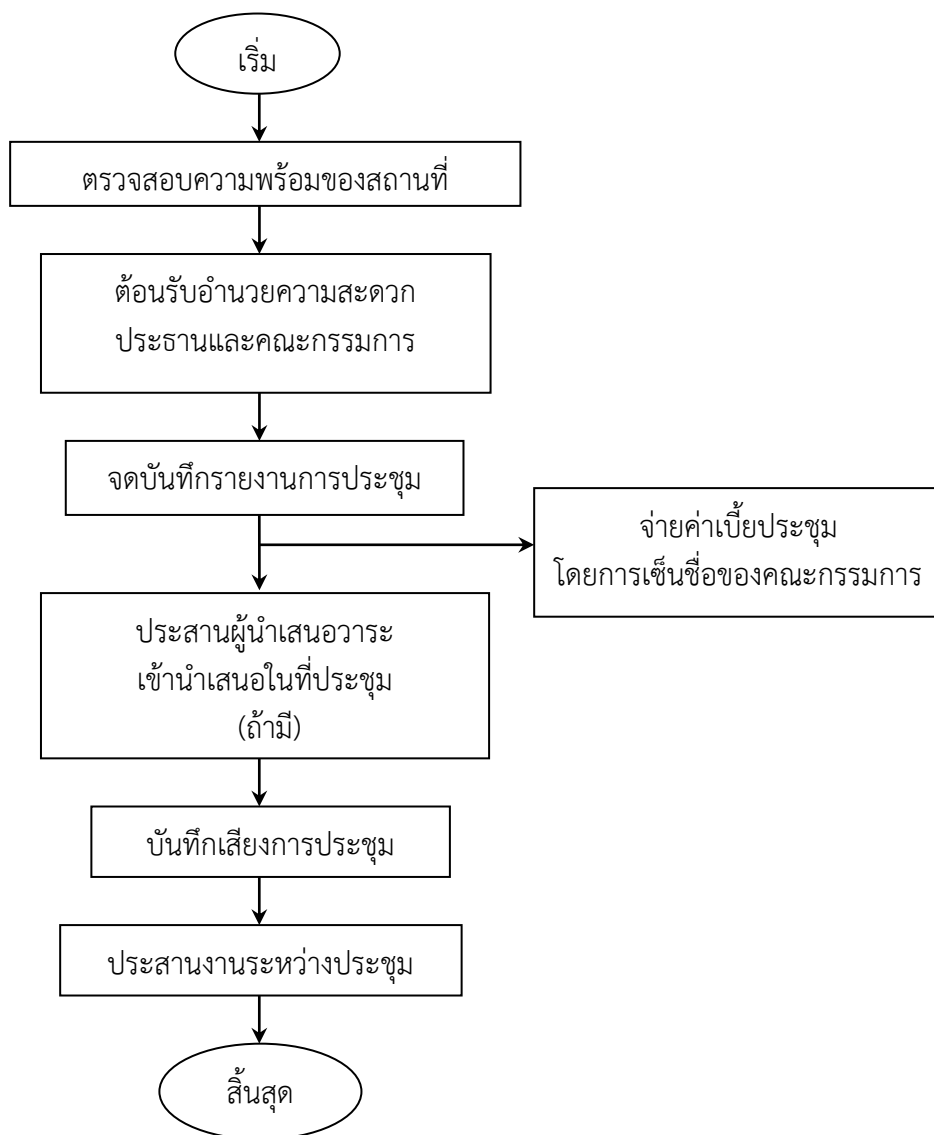 เริ่ม
ตรวจสอบความพร้อมของสถานที่
ต้อนรับอำนวยความสะดวก
ประธานและคณะกรรมการ
จดบันทึกรายงานการประชุม
จ่ายค่าเบี้ยประชุม
โดยการเซ็นชื่อของคณะกรรมการ
ประสานผู้นำเสนอวาระ
เข้านำเสนอในที่ประชุม
(ถ้ามี)
บันทึกเสียงการประชุม
ประสานงานระหว่างประชุม
สิ้นสุด